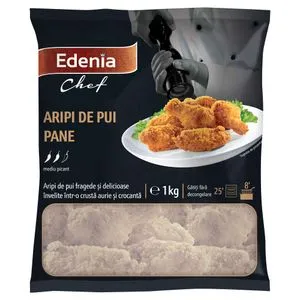 Edenia
Chef
ARIPI DE PUI
PANE
mediu picant
Aripi de pui fragede și delicioase
învelite într-o crustă aurie și crocantă
℮ 1kg
Gătiți fără
decongelare
25'
8'